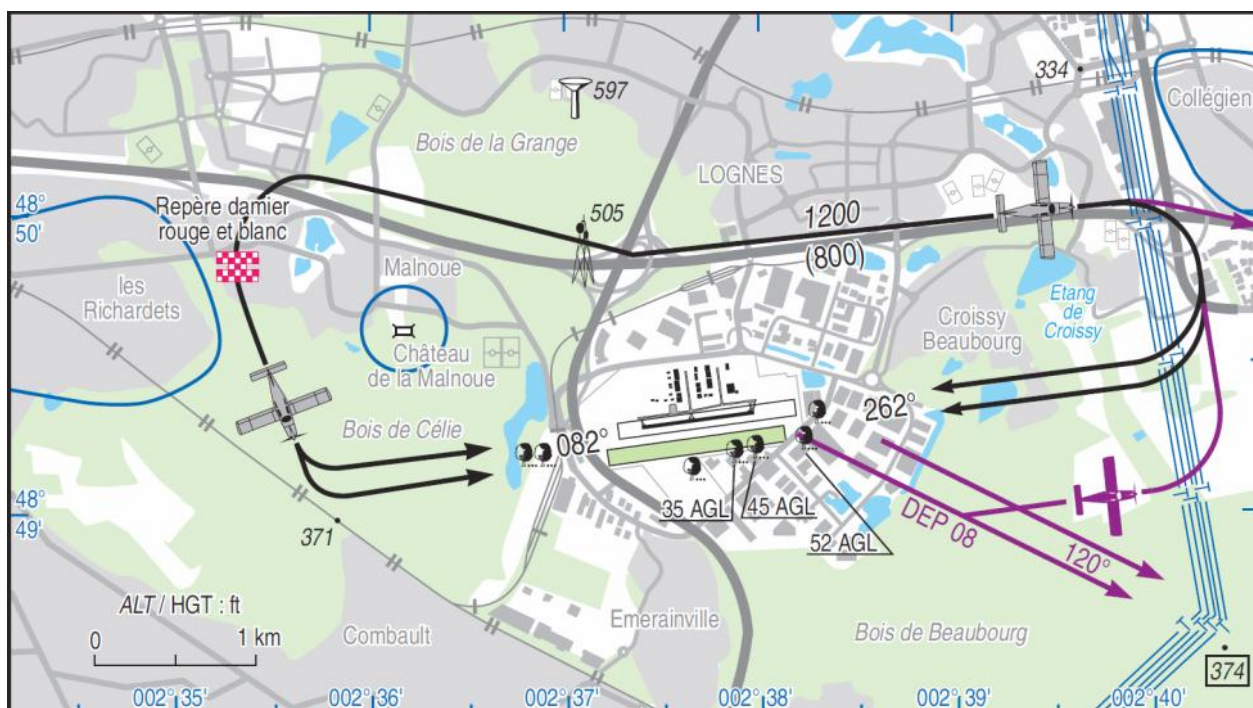 334
Collégien
597
Bois de la Grange
48°
50'
Repère damier
rouge et blanc
LOGNES
505
1200
(800)
Malnoue
les
Richardets
Etang
de
Croissy
Croissy
Beaubourg
Château
de la Malnoue
262°
Bois de Célie
082°
48°
49'
35 AGL
45 AGL
52 AGL
DEP 08
120°
371
ALT / HGT : ft
0
1 km
Combault
Emerainville
Bois de Beaubourg
374
002° 35'
002° 36'
002° 37'
002° 38'
002° 39'
002° 40'